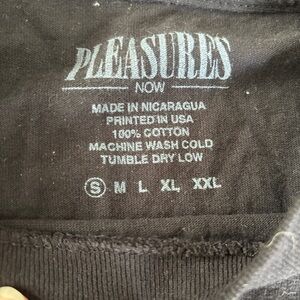 PLEASURES
NOW
MADE IN NICARAGUA
PRINTED IN USA
100% COTTON
MACHINE WASH COLD
TUMBLE DRY LOW
S M L XL XXL